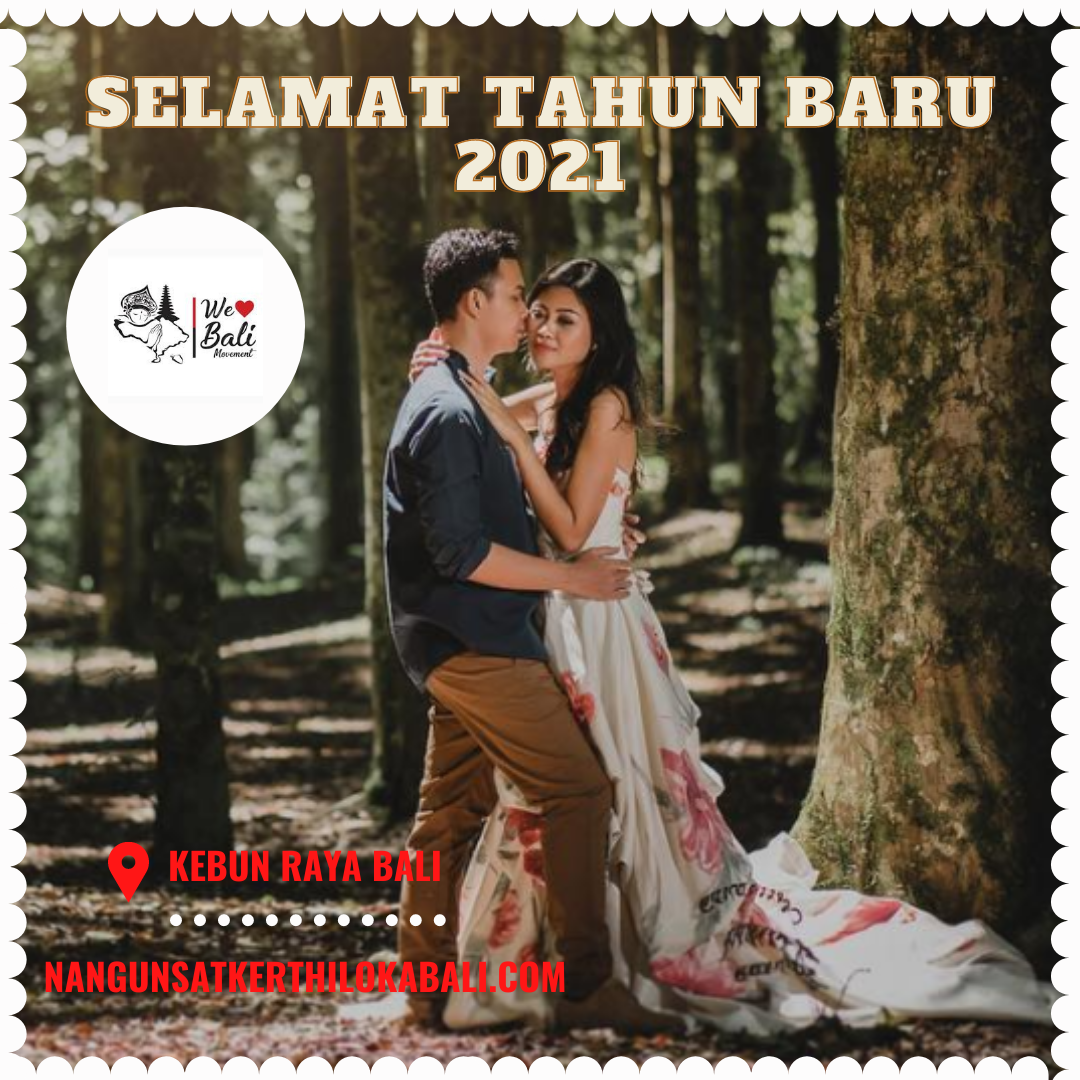 SELAMAT TAHUN BARU
2021
We
Bali
Movement
KEBUN RAYA BALI
NANGUNSATKERTHILOKABALI.COM